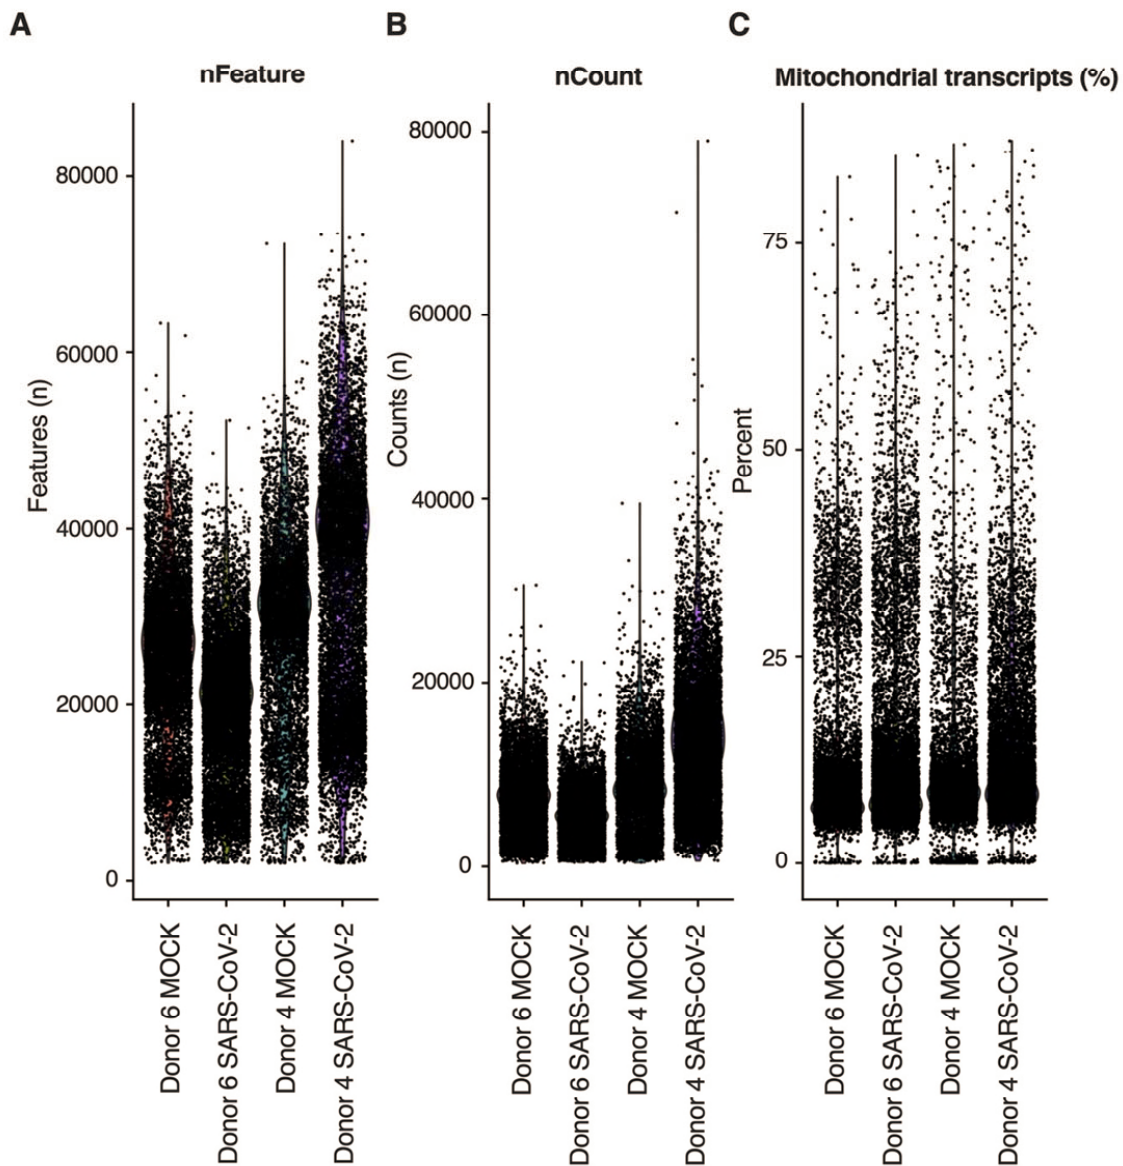 A
nFeature
Features (n)
80000
60000
40000
20000
0
Donor 6 MOCK
Donor 6 SARS-CoV-2
Donor 4 MOCK
Donor 4 SARS-CoV-2
B
nCount
Counts (n)
80000
60000
40000
20000
0
Donor 6 MOCK
Donor 6 SARS-CoV-2
Donor 4 MOCK
Donor 4 SARS-CoV-2
C
Mitochondrial transcripts (%)
Percent
75
50
25
0
Donor 6 MOCK
Donor 6 SARS-CoV-2
Donor 4 MOCK
Donor 4 SARS-CoV-2